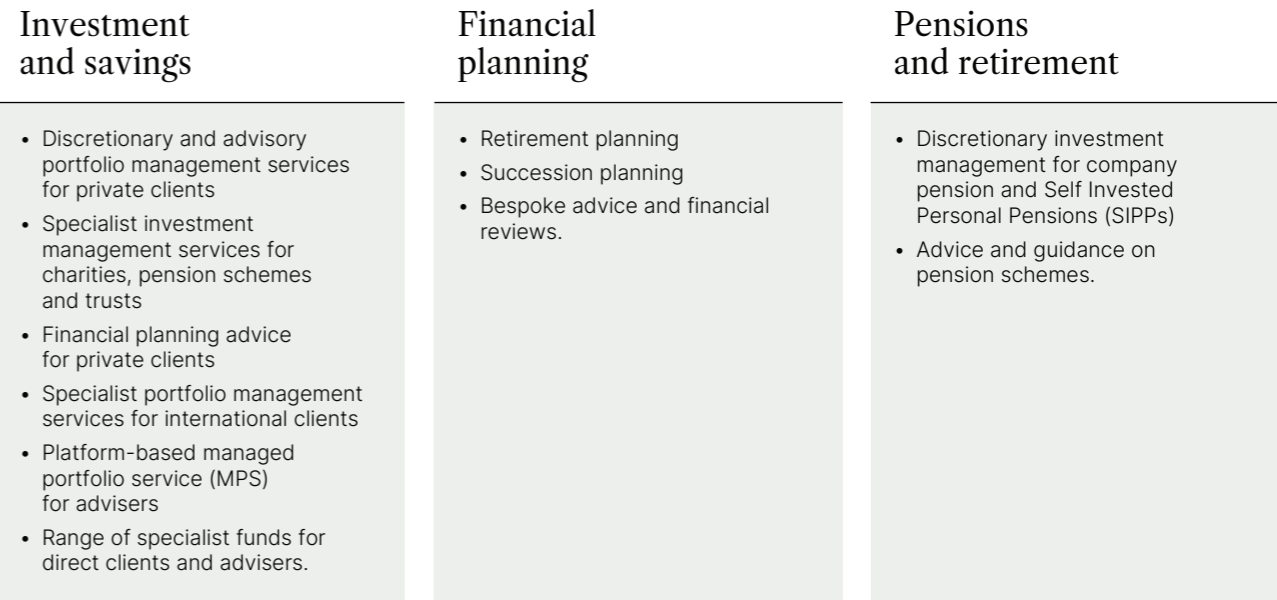 Investment
and savings
• Discretionary and advisory
portfolio management services
for private clients
• Specialist investment
management services for
charities, pension schemes
and trusts
• Financial planning advice
for private clients
• Specialist portfolio management
services for international clients
• Platform-based managed
portfolio service (MPS)
for advisers
• Range of specialist funds for
direct clients and advisers.
Financial
planning
• Retirement planning
• Succession planning
• Bespoke advice and financial
reviews.
Pensions
and retirement
• Discretionary investment
management for company
pension and Self Invested
Personal Pensions (SIPPs)
• Advice and guidance on
pension schemes.